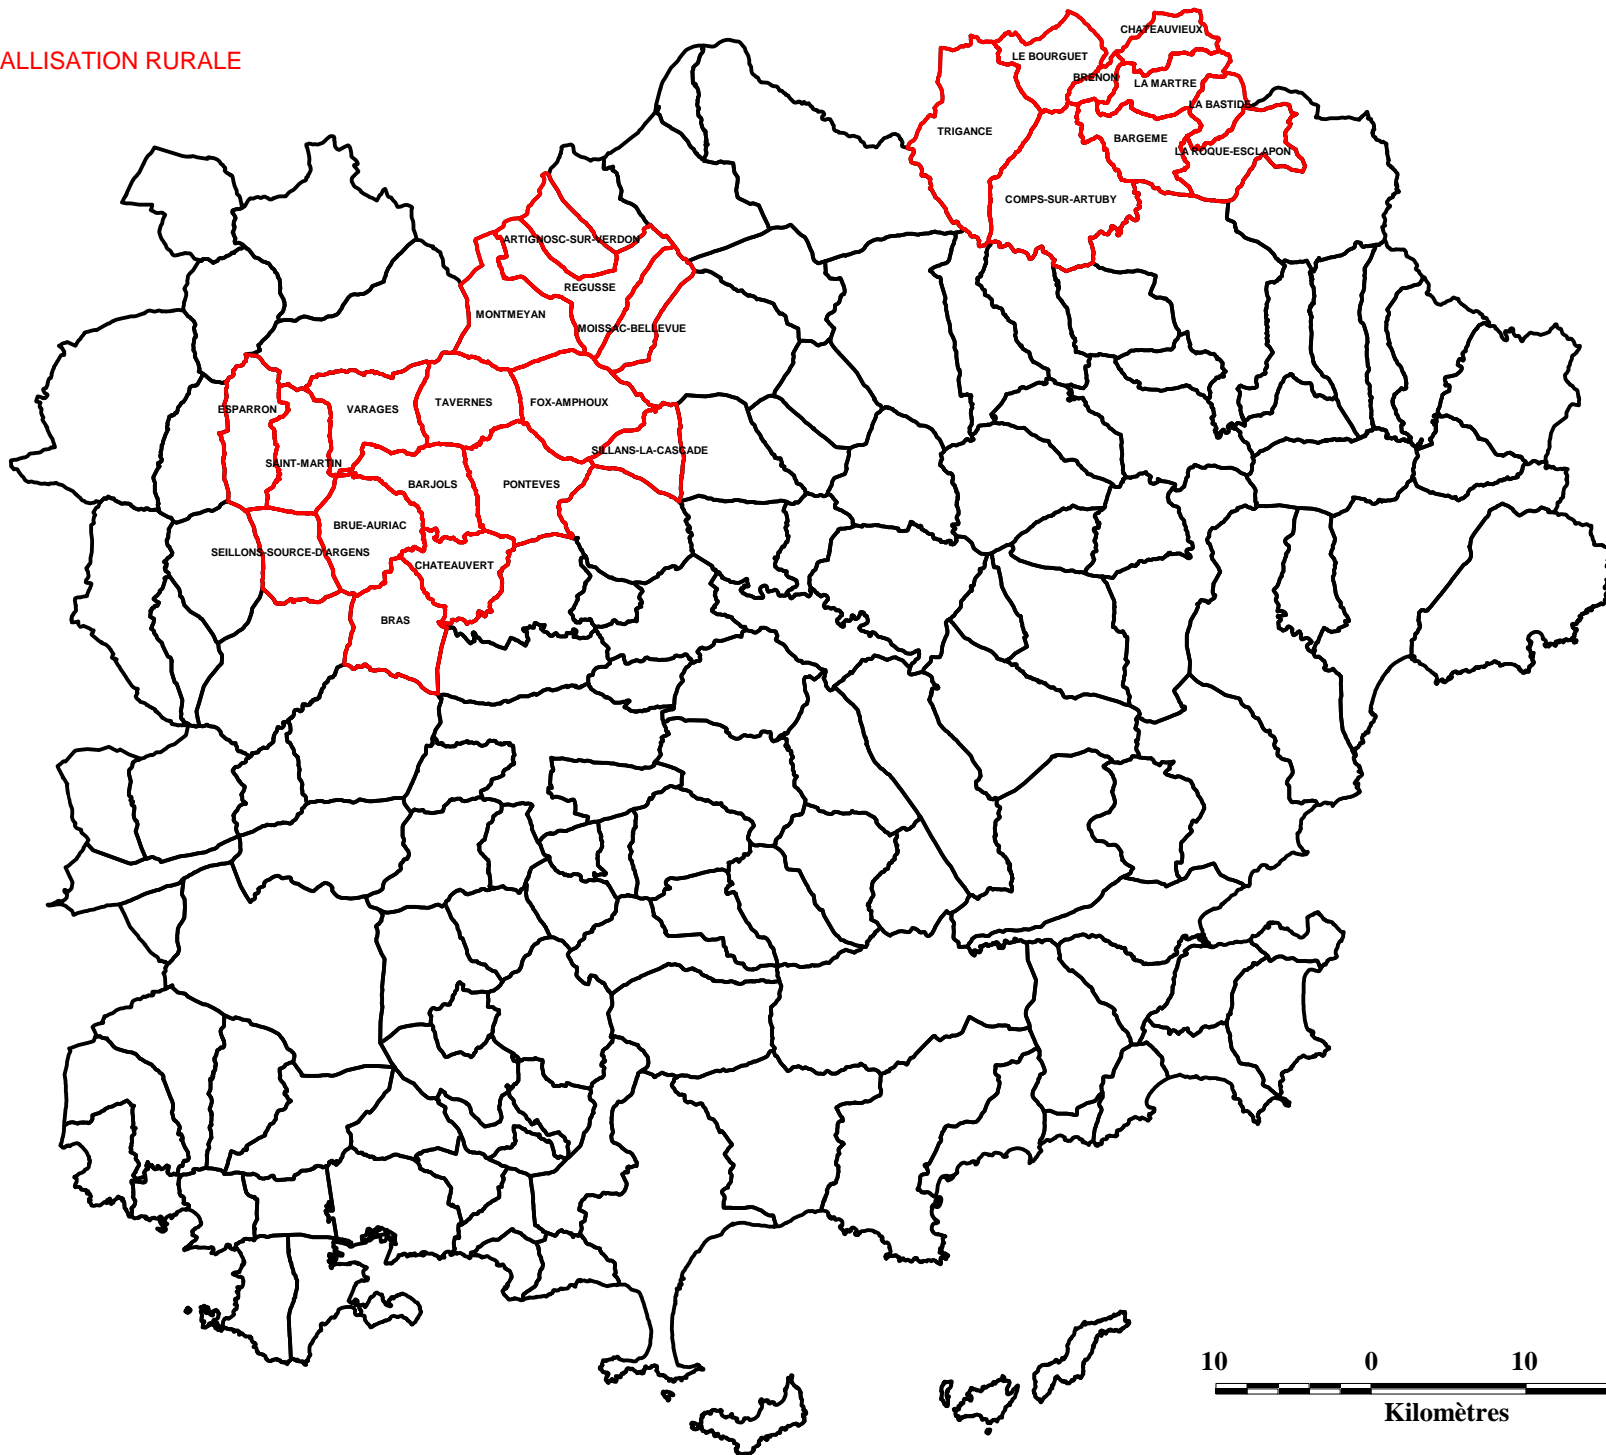 ALLISATION RURALE
CHATEAUVIEUX
LE BOURGUET
BRENON
LA MARTRE
LA BASTIDE
TRIGANCE
BARGEME
LA ROQUE-ESCLAPON
COMPS-SUR-ARTUBY
ARTIGNOSC-SUR-VERDON
REGUSSE
MONTMEYAN
MOISSAC-BELLEVUE
ESPARRON
VARAGES
TAVERNES
FOX-AMPHOUX
SAINT-MARTIN
SILLANS-LA-CASCADE
BARJOLS
PONTEVES
BRUE-AURIAC
SEILLONS-SOURCE-D'ARGENS
CHATEAUVERT
BRAS
10 0 10
Kilomètres